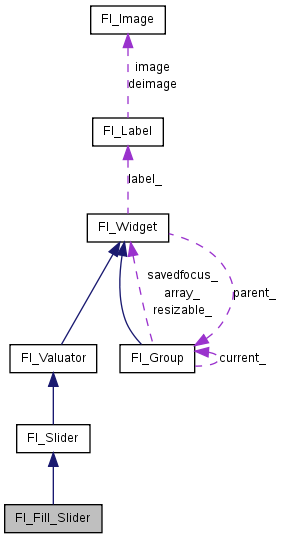 Fl_Image
image
deimage
Fl_Label
label_
Fl_Widget
savedfocus_
array_
resizable_
parent_
Fl_Valuator
Fl_Group
current_
Fl_Slider
Fl_Fill_Slider